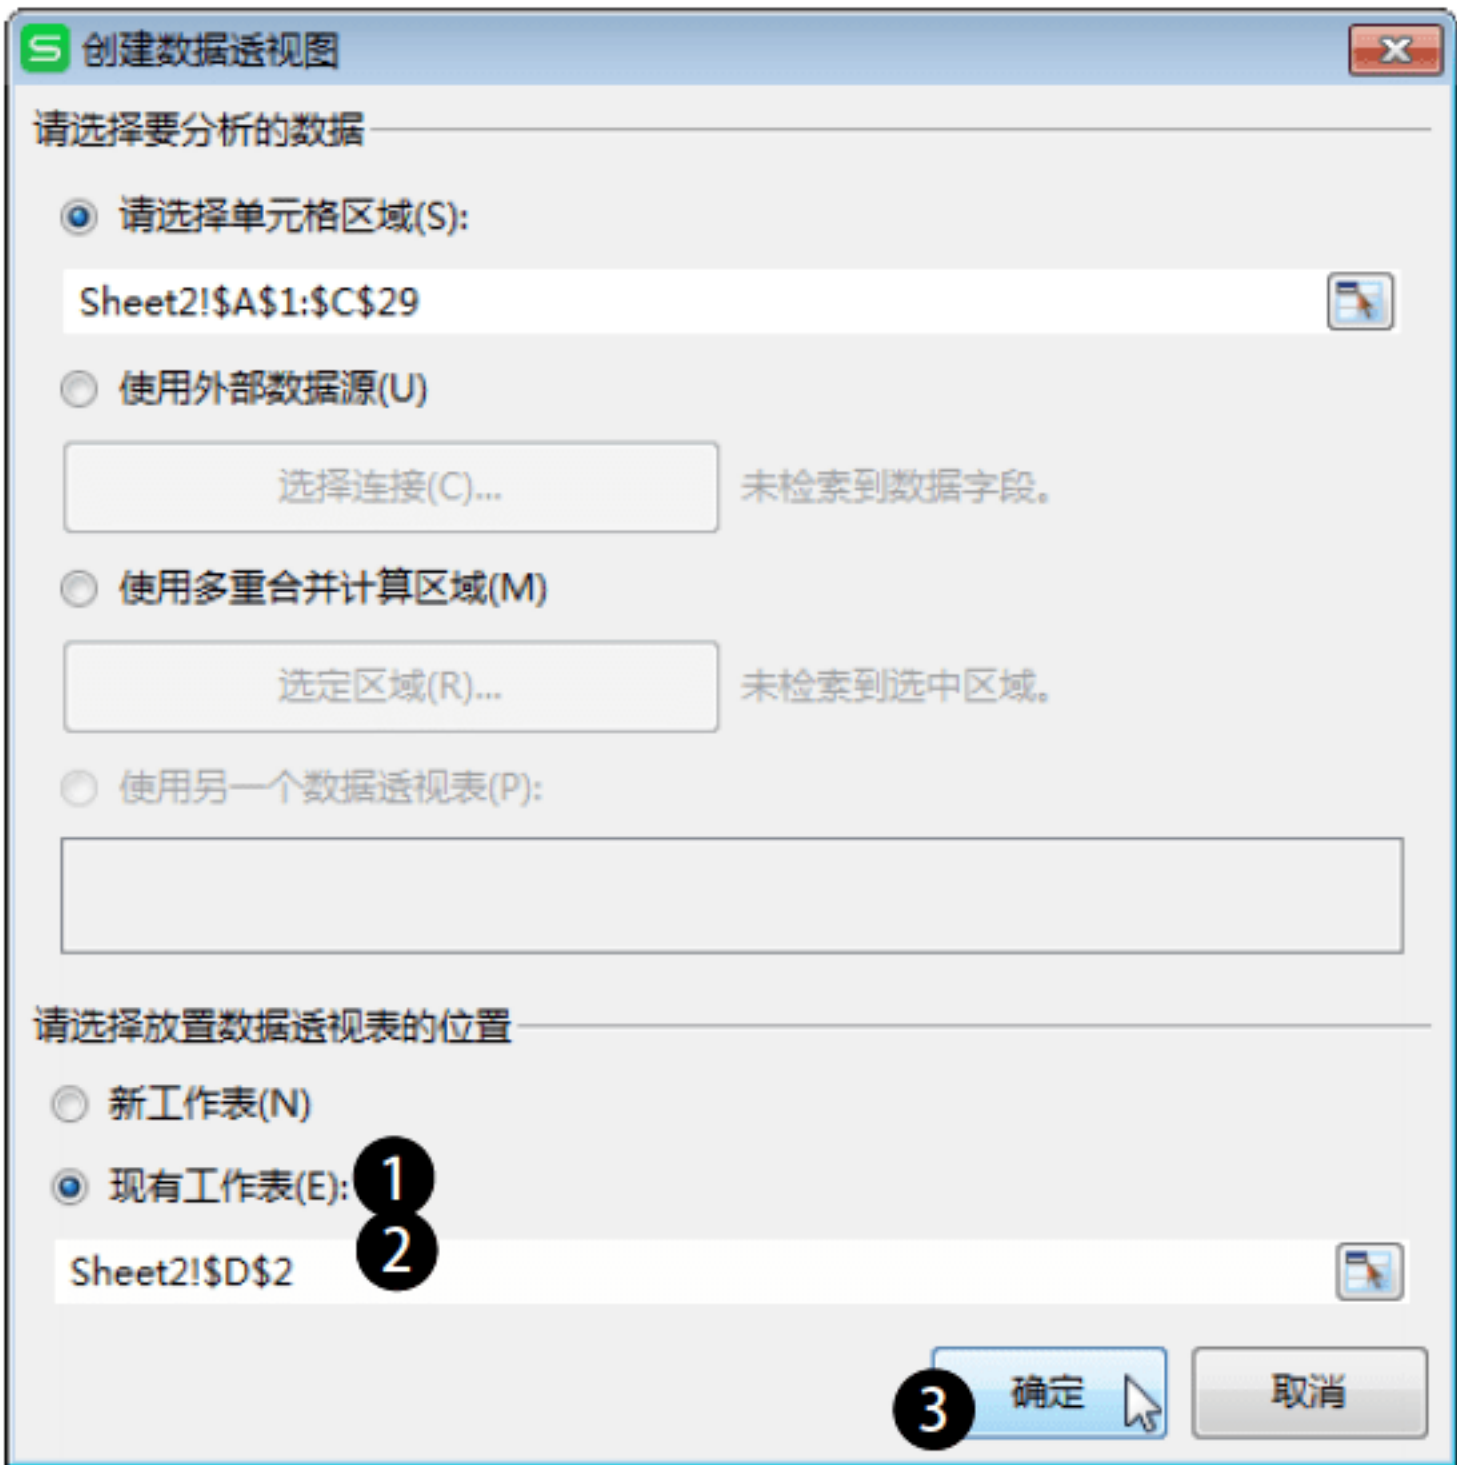 创建数据透视图
请选择要分析的数据
请选择单元格区域(S):
Sheet2!$A$1:$C$29
使用外部数据源(U)
选择连接(C)... 未检索到数据字段。
使用多重合并计算区域(M)
选定区域(R)... 未检索到选中区域。
使用另一个数据透视表(P):
请选择放置数据透视表的位置
新工作表(N)
现有工作表(E): 1
2
Sheet2!$D$2
3 确定 取消